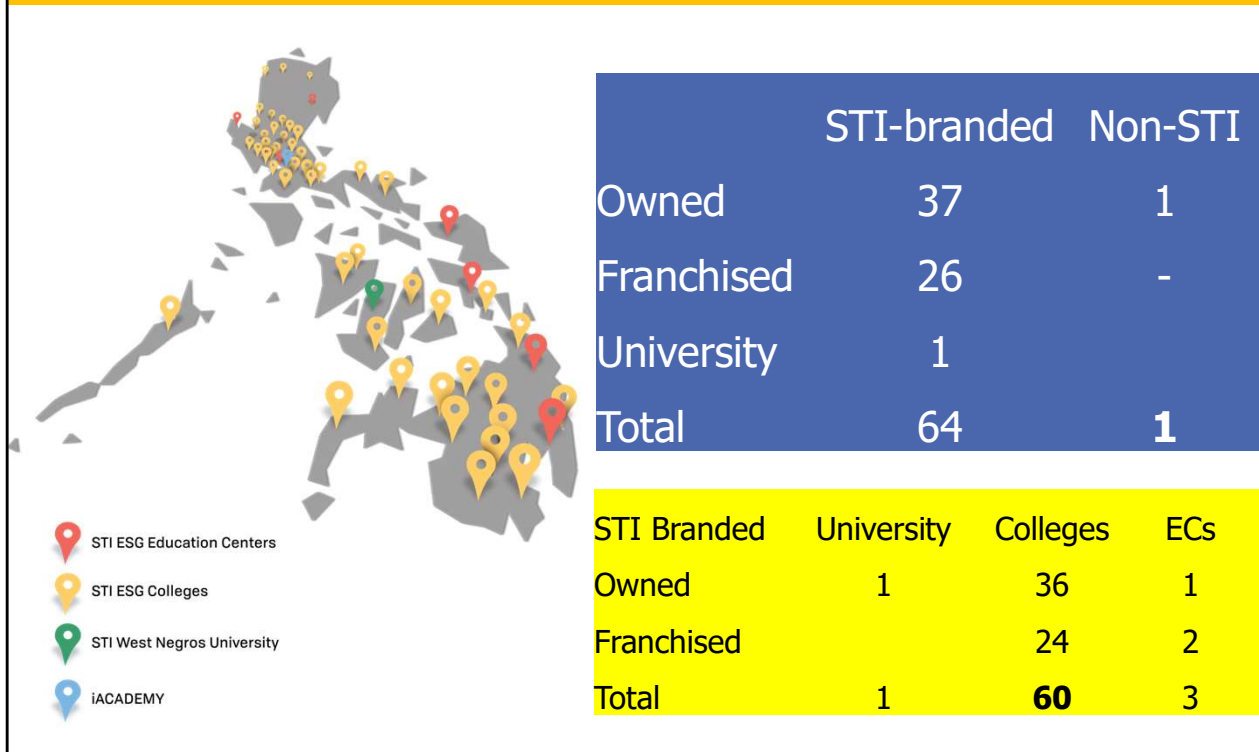 STI-branded Non-STI
Owned 37 1
Franchised 26 -
University 1
Total 64 1
STI ESG Education Centers
STI ESG Colleges
STI West Negros University
iACADEMY
STI Branded University Colleges ECs
Owned 1 36 1
Franchised 24 2
Total 1 60 3